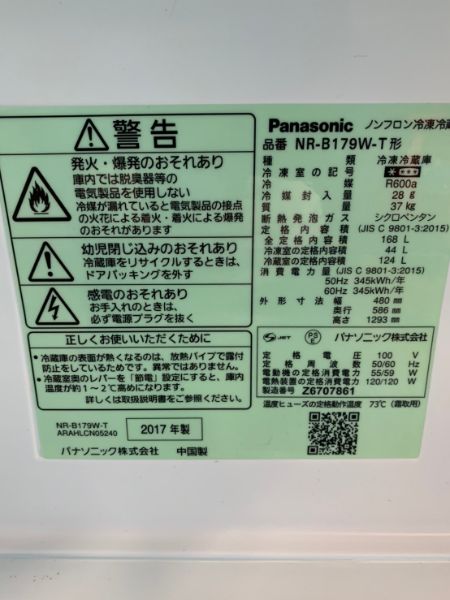 警告
発火・爆発のおそれあり
庫内では脱臭器等の
電気製品を使用しない
冷媒が漏れていると電気製品の接点
の火花による着火・着火による爆発
のおそれがあります
幼児閉じ込みのおそれあり
冷蔵庫をリサイクルするときは、
ドアパッキングを外す
感電のおそれあり
お手入れのときは、
必ず電源プラグを抜く
正しくお使いいただくために
・冷蔵庫の表面が熱くなるのは、放熱パイプで露付
防止をしているためで、故障ではありません。
・冷蔵室奥のレバーを「節電」設定にすると、庫内
温度が約1～2℃高めになります。
詳しくは取扱説明書をご覧ください。
NR-B179W-T
ARAHLCN05240
2017年製
パナソニック株式会社 中国製
Panasonic ノンフロン冷凍冷蔵
品番 NR-B179W-T形
種類 冷凍冷蔵庫
冷凍室の記号
冷媒 R600a
冷媒封入量 28g
質量 37kg
断熱発泡ガス シクロペンタン
定格内容積 (JIS C 9801-3:2015)
全定格内容積 168 L
冷凍室の定格内容積 44 L
冷蔵室の定格内容積 124 L
消費電力量 (JIS C 9801-3:2015)
50Hz 345kWh/年
60Hz 345kWh/年
外形寸法 幅 480 mm
奥行 586 mm
高さ 1293 mm
JET PSE パナソニック株式会社
定格電圧 100 V
定格周波数 50/60 Hz
電動機の定格消費電力 55/59 W
電熱装置の定格消費電力 120/120 W
製造番号 Z6707861
温度ヒューズの定格動作温度 73℃(霜取用)